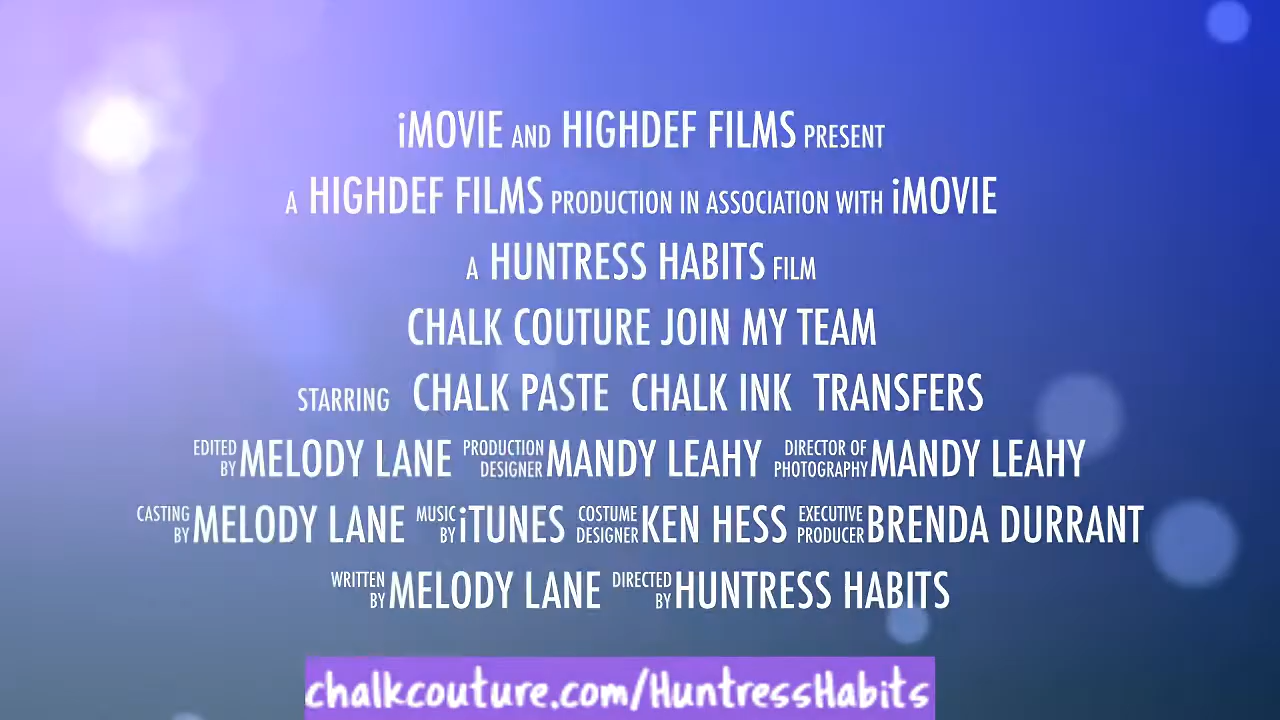 iMOVIE AND HIGHDEF FILMS PRESENT
A HIGHDEF FILMS PRODUCTION IN ASSOCIATION WITH iMOVIE
A HUNTRESS HABITS FILM
CHALK COUTURE JOIN MY TEAM
STARRING CHALK PASTE CHALK INK TRANSFERS
EDITED BY MELODY LANE PRODUCTION DESIGNER MANDY LEAHY DIRECTOR OF PHOTOGRAPHY MANDY LEAHY
CASTING BY MELODY LANE MUSIC BY iTUNES COSTUME DESIGNER KEN HESS EXECUTIVE PRODUCER BRENDA DURRANT
WRITTEN BY MELODY LANE DIRECTED BY HUNTRESS HABITS
chalkcouture.com/HuntressHabits